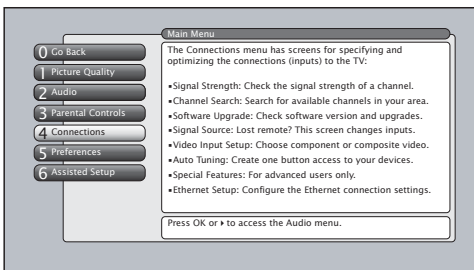 Main Menu
0 Go Back
1 Picture Quality
2 Audio
3 Parental Controls
4 Connections
5 Preferences
6 Assisted Setup
The Connections menu has screens for specifying and
optimizing the connections (inputs) to the TV:
▪Signal Strength: Check the signal strength of a channel.
▪Channel Search: Search for available channels in your area.
▪Software Upgrade: Check software version and upgrades.
▪Signal Source: Lost remote? This screen changes inputs.
▪Video Input Setup: Choose component or composite video.
▪Auto Tuning: Create one button access to your devices.
▪Special Features: For advanced users only.
▪Ethernet Setup: Configure the Ethernet connection settings.
Press OK or ▸ to access the Audio menu.